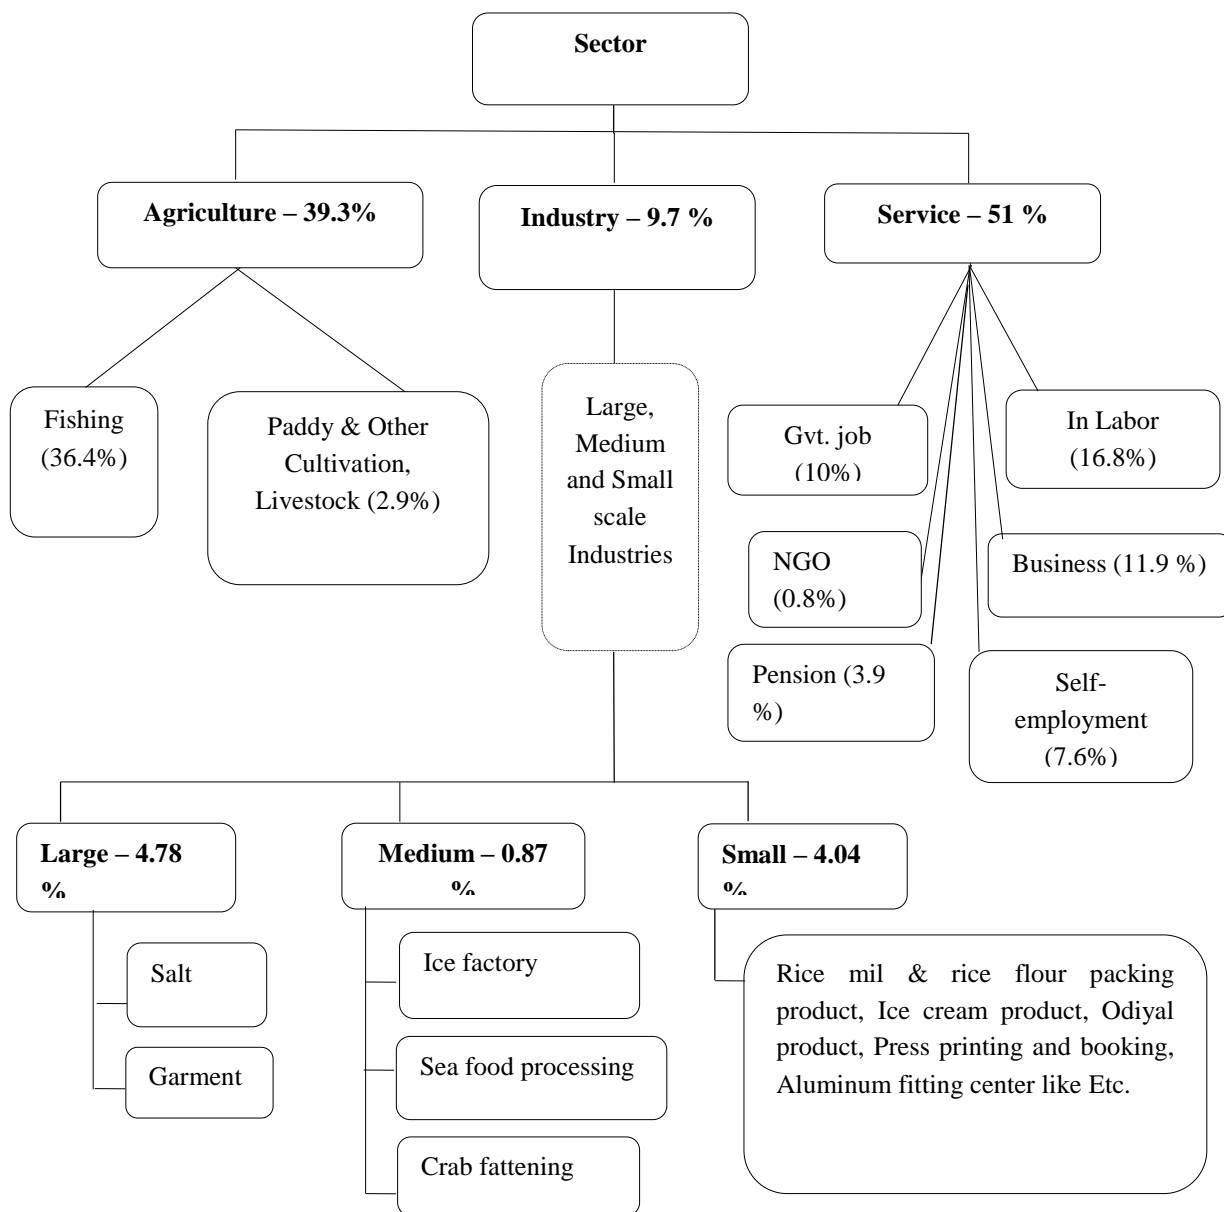 Sector
Agriculture – 39.3%
Industry – 9.7 %
Service – 51 %
Fishing
(36.4%)
Paddy & Other
Cultivation,
Livestock (2.9%)
Large,
Medium
and Small
scale
Industries
Gvt. job
(10%)
In Labor
(16.8%)
NGO
(0.8%)
Business (11.9 %)
Pension (3.9
%)
Self-
employment
(7.6%)
Large – 4.78
%
Medium – 0.87
%
Small – 4.04
%
Salt
Garment
Ice factory
Sea food processing
Crab fattening
Rice mil & rice flour packing
product, Ice cream product, Odiyal
product, Press printing and booking,
Aluminum fitting center like Etc.